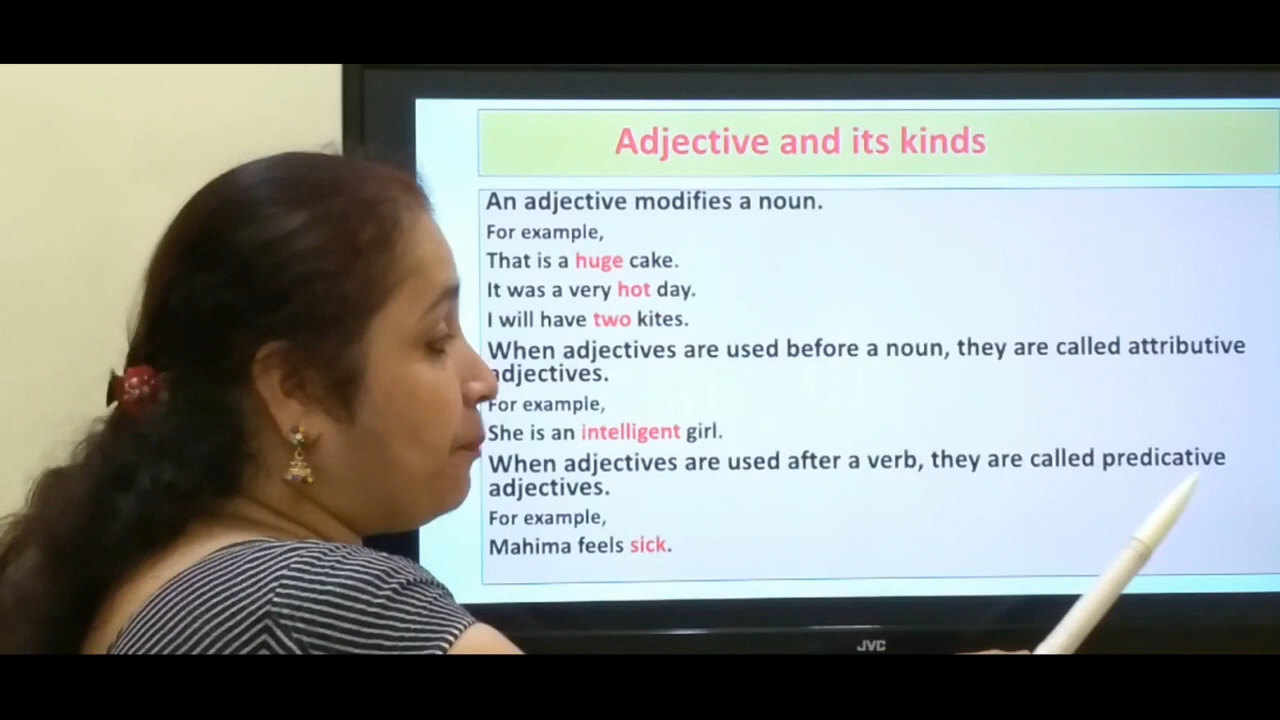 Adjective and its kinds
An adjective modifies a noun.
For example,
That is a huge cake.
It was a very hot day.
I will have two kites.
When adjectives are used before a noun, they are called attributive
adjectives.
For example,
She is an intelligent girl.
When adjectives are used after a verb, they are called predicative
adjectives.
For example,
Mahima feels sick.
JVC